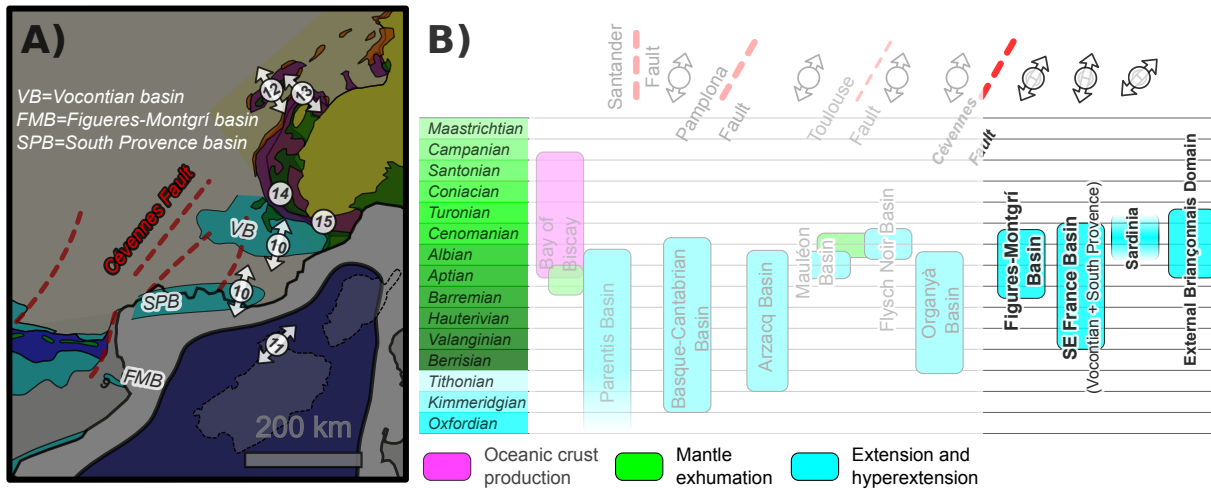 A)
VB=Vocontian basin
FMB=Figueres-Montgrí basin
SPB=South Provence basin
Cévennes Fault
12
13
14
15
VB
10
SPB
10
11
9
FMB
200 km
B)
Santander
Fault
Pamplona
Fault
Toulouse
Fault
Cévennes
Fault
Maastrichtian
Campanian
Santonian
Coniacian
Turonian
Cenomanian
Albian
Aptian
Barremian
Hauterivian
Valanginian
Berrisian
Tithonian
Kimmeridgian
Oxfordian
Bay of
Biscay
Parentis Basin
Basque-Cantabrian
Basin
Arzacq Basin
Mauléon
Basin
Flysch Noir Basin
Organyà
Basin
Figures-Montgrí
Basin
SE France Basin
(Vocontian + South Provence)
Sardinia
External Briançonnais Domain
Oceanic crust
production
Mantle
exhumation
Extension and
hyperextension